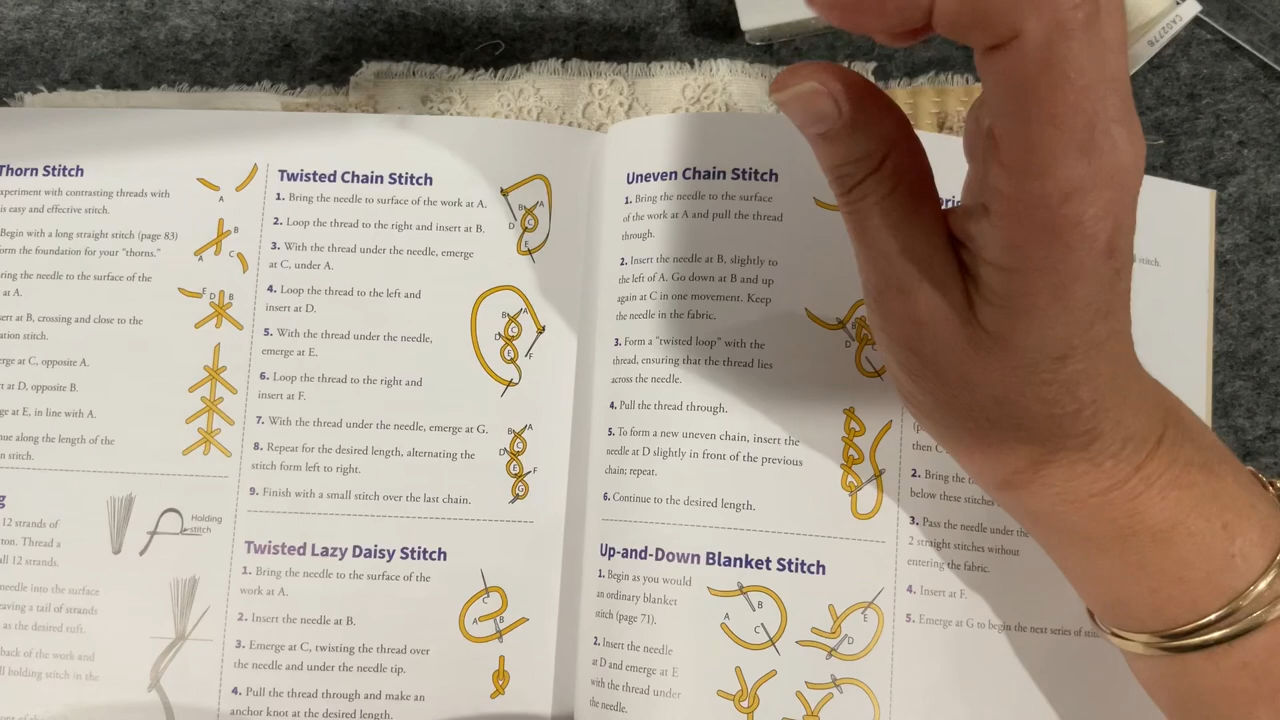 Thorn Stitch
experiment with contrasting threads with
is easy and effective stitch.
Begin with a long straight stitch (page 83)
form the foundation for your "thorns."
ring the needle to the surface of the
at A.
ert at B, crossing and close to the
ation stitch.
rge at C, opposite A.
t at D, opposite B.
ge at E, in line with A.
nue along the length of the
n stitch.
A
B
A
C
E
D
B
g
12 strands of
ton. Thread a
all 12 strands.
needle into the surface
eaving a tail of strands
as the desired tuft.
back of the work and
ll holding stitch in the
Holding
stitch
Twisted Chain Stitch
1. Bring the needle to surface of the work at A.
2. Loop the thread to the right and insert at B.
3. With the thread under the needle, emerge
at C, under A.
4. Loop the thread to the left and
insert at D.
5. With the thread under the needle,
emerge at E.
6. Loop the thread to the right and
insert at F.
7. With the thread under the needle, emerge at G.
8. Repeat for the desired length, alternating the
stitch form left to right.
9. Finish with a small stitch over the last chain.
B
A
D
C
E
B
A
D
C
E
F
B
A
D
C
E
F
G
Twisted Lazy Daisy Stitch
1. Bring the needle to the surface of the
work at A.
2. Insert the needle at B.
3. Emerge at C, twisting the thread over
the needle and under the needle tip.
4. Pull the thread through and make an
anchor knot at the desired length.
C
A
B
Uneven Chain Stitch
1. Bring the needle to the surface
of the work at A and pull the thread
through.
2. Insert the needle at B, slightly to
the left of A. Go down at B and up
again at C in one movement. Keep
the needle in the fabric.
3. Form a "twisted loop" with the
thread, ensuring that the thread lies
across the needle.
4. Pull the thread through.
5. To form a new uneven chain, insert the
needle at D slightly in front of the previous
chain; repeat.
6. Continue to the desired length.
B
D
C
Up-and-Down Blanket Stitch
1. Begin as you would
an ordinary blanket
stitch (page 71).
2. Insert the needle
at D and emerge at E
with the thread under
the needle.
A
B
C
E
D
stitch.
then C
2. Bring the
below these stitches
3. Pass the needle under the
2 straight stitches without
entering the fabric.
4. Insert at F.
5. Emerge at G to begin the next series of
CA02776